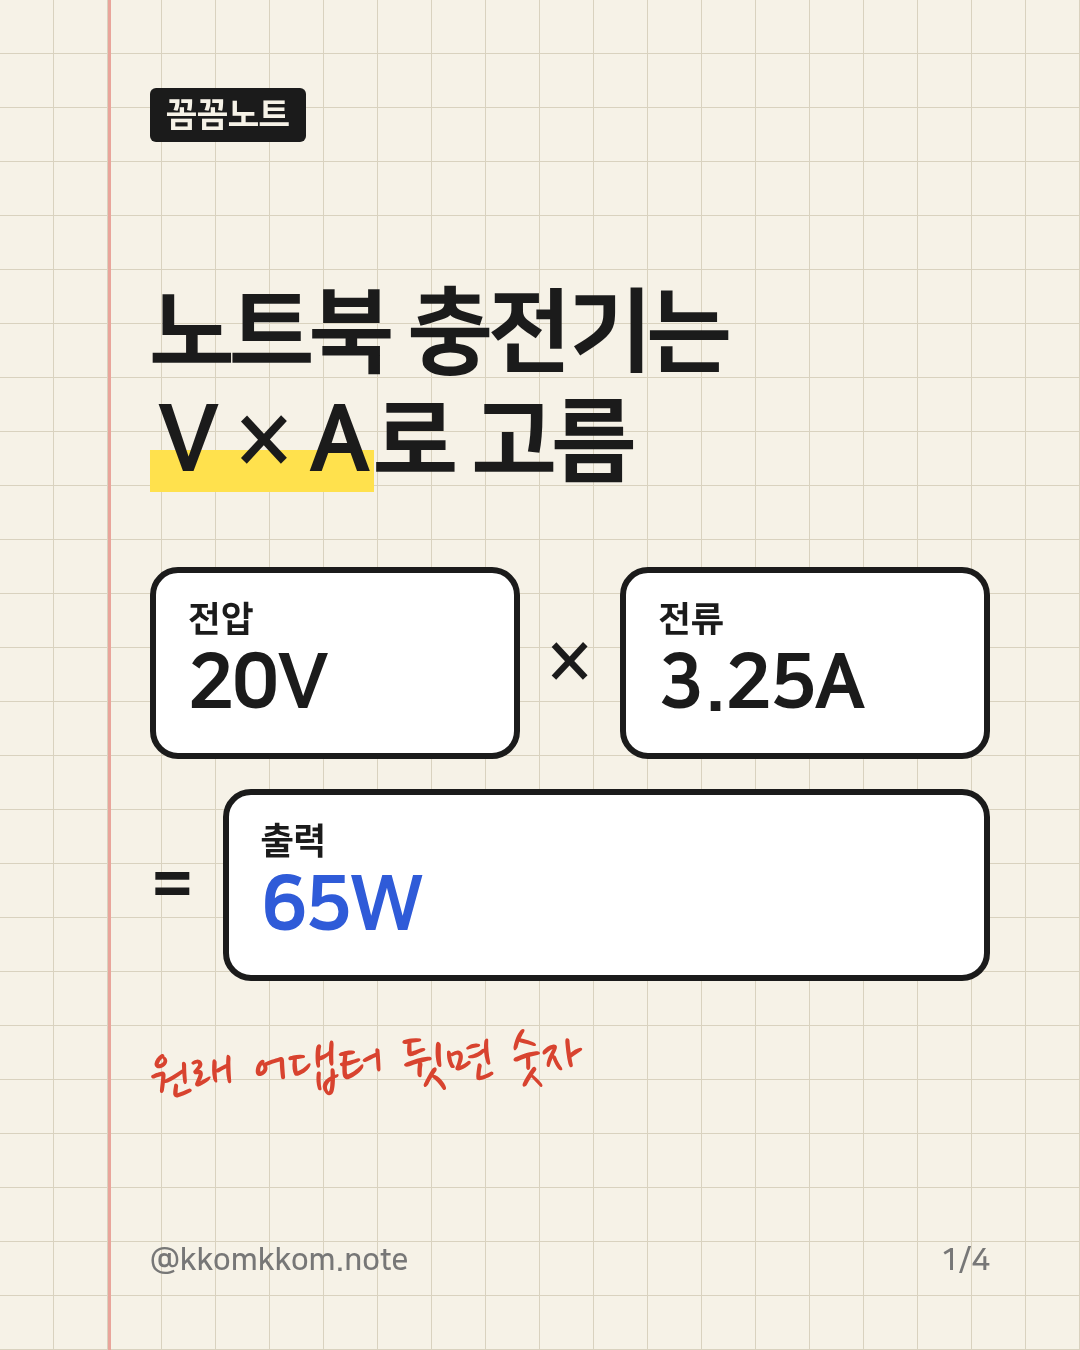 꼼꼼노트
노트북 충전기는
V × A로 고름
전압
20V
×
전류
3.25A
=
출력
65W
원래 어댑터 뒷면 숫자
@kkomkkom.note
1/4